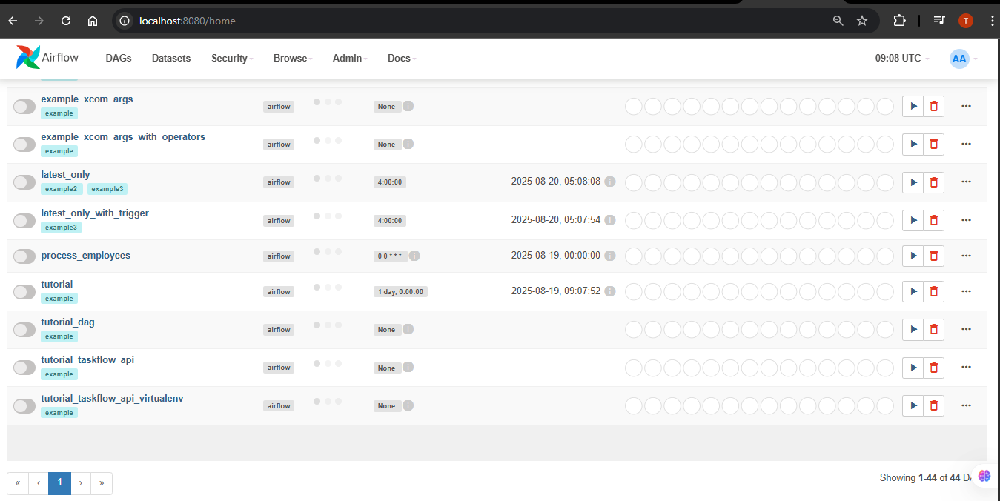 localhost:8080/home
T
Airflow DAGs Datasets Security Browse Admin Docs 09:08 UTC AA
example_xcom_args airflow None i
example
example_xcom_args_with_operators airflow None i
example
latest_only airflow 4:00:00 2025-08-20, 05:08:08 i
example2 example3
latest_only_with_trigger airflow 4:00:00 2025-08-20, 05:07:54 i
example3
process_employees airflow 0 0 * * * i 2025-08-19, 00:00:00 i
tutorial airflow 1 day, 0:00:00 2025-08-19, 09:07:52 i
example
tutorial_dag airflow None i
example
tutorial_taskflow_api airflow None i
example
tutorial_taskflow_api_virtualenv airflow None i
example
« ‹ 1 › » Showing 1-44 of 44